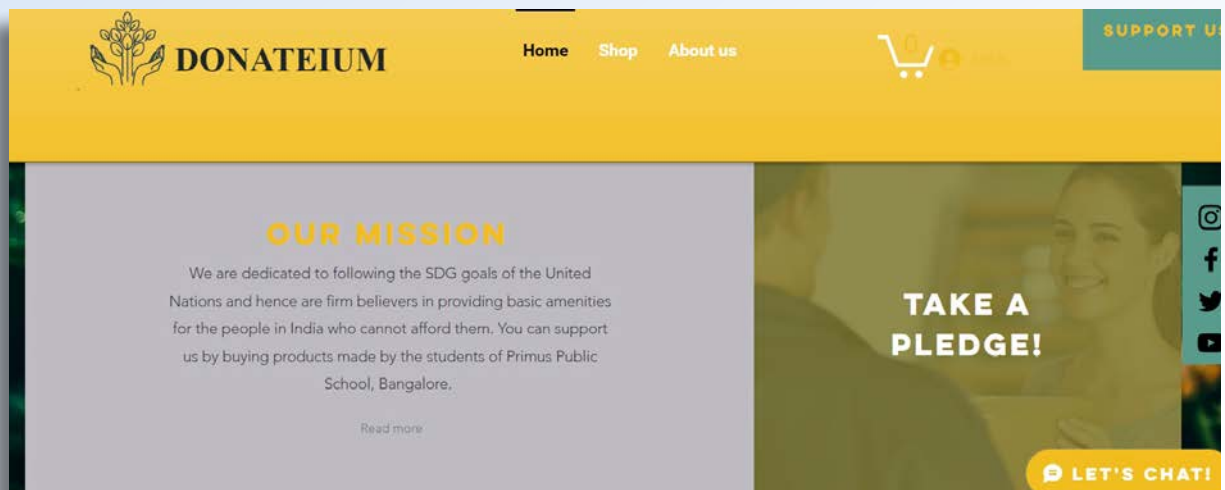 DONATEIUM
Home Shop About us
0
SUPPORT US
OUR MISSION
We are dedicated to following the SDG goals of the United
Nations and hence are firm believers in providing basic amenities
for the people in India who cannot afford them. You can support
us by buying products made by the students of Primus Public
School, Bangalore.
Read more
TAKE A
PLEDGE!
LET'S CHAT!